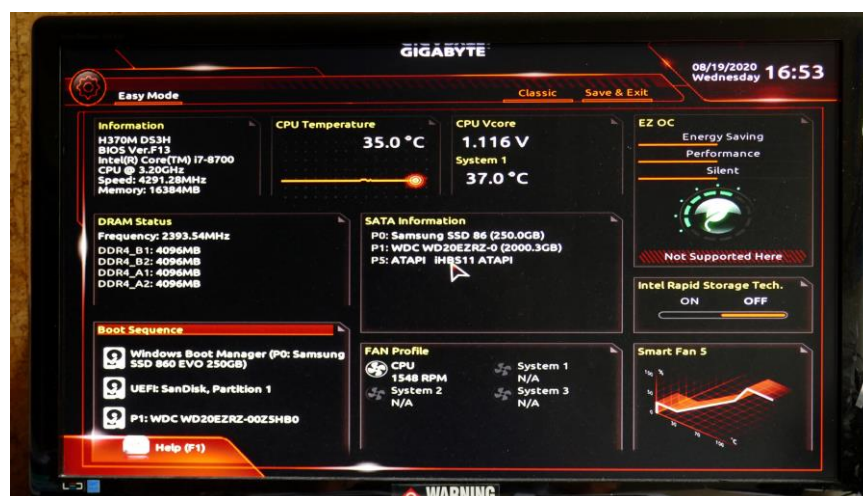 GIGABYTE
08/19/2020
Wednesday 16:53
Easy Mode
Classic
Save & Exit
Information
H370M DS3H
BIOS Ver.F13
Intel(R) Core(TM) i7-8700
CPU @ 3.20GHz
Speed: 4291.28MHz
Memory: 16384MB
CPU Temperature
35.0 °C
CPU Vcore
1.116 V
System 1
37.0 °C
EZ OC
Energy Saving
Performance
Silent
Not Supported Here
DRAM Status
Frequency: 2393.54MHz
DDR4_B1: 4096MB
DDR4_B2: 4096MB
DDR4_A1: 4096MB
DDR4_A2: 4096MB
SATA Information
P0: Samsung SSD 86 (250.0GB)
P1: WDC WD20EZRZ-0 (2000.3GB)
P5: ATAPI iHBS11 ATAPI
Intel Rapid Storage Tech.
ON OFF
Boot Sequence
Windows Boot Manager (P0: Samsung
SSD 860 EVO 250GB)
UEFI: SanDisk, Partition 1
P1: WDC WD20EZRZ-00Z5HB0
Help (F1)
FAN Profile
CPU
1548 RPM
System 1
N/A
System 2
N/A
System 3
N/A
Smart Fan 5
100 °C
WARNING